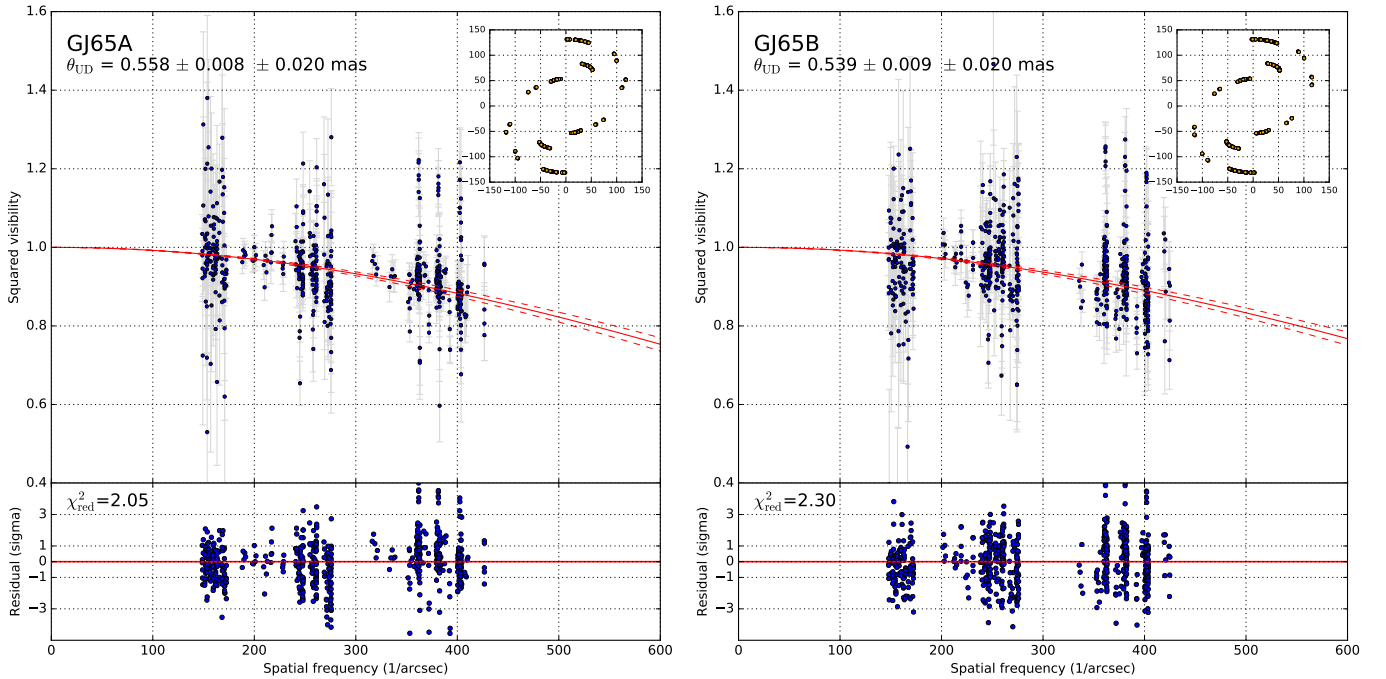 GJ65A
θ_UD = 0.558 ± 0.008 ± 0.020 mas
Squared visibility
1.6
1.4
1.2
1.0
0.8
0.6
0.4
150
100
50
0
−50
−100
−150
−150 −100 −50 0 50 100 150
χ²_red=2.05
Residual (sigma)
3
1
0
−1
−3
0 100 200 300 400 500 600
Spatial frequency (1/arcsec)
GJ65B
θ_UD = 0.539 ± 0.009 ± 0.020 mas
Squared visibility
1.6
1.4
1.2
1.0
0.8
0.6
0.4
150
100
50
0
−50
−100
−150
−150 −100 −50 0 50 100 150
χ²_red=2.30
Residual (sigma)
3
1
0
−1
−3
0 100 200 300 400 500 600
Spatial frequency (1/arcsec)